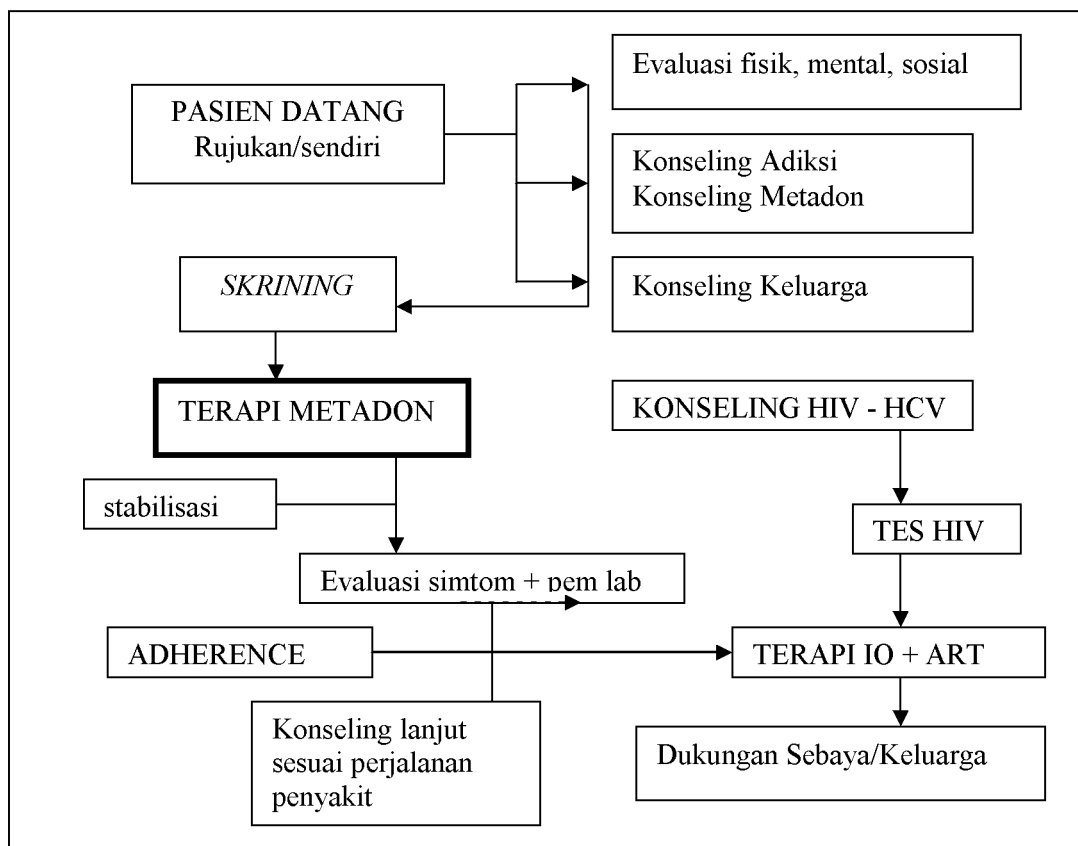 Evaluasi fisik, mental, sosial
PASIEN DATANG
Rujukan/sendiri
Konseling Adiksi
Konseling Metadon
SKRINING
Konseling Keluarga
TERAPI METADON
KONSELING HIV - HCV
stabilisasi
TES HIV
Evaluasi simtom + pem lab
ADHERENCE
TERAPI IO + ART
Konseling lanjut
sesuai perjalanan
penyakit
Dukungan Sebaya/Keluarga